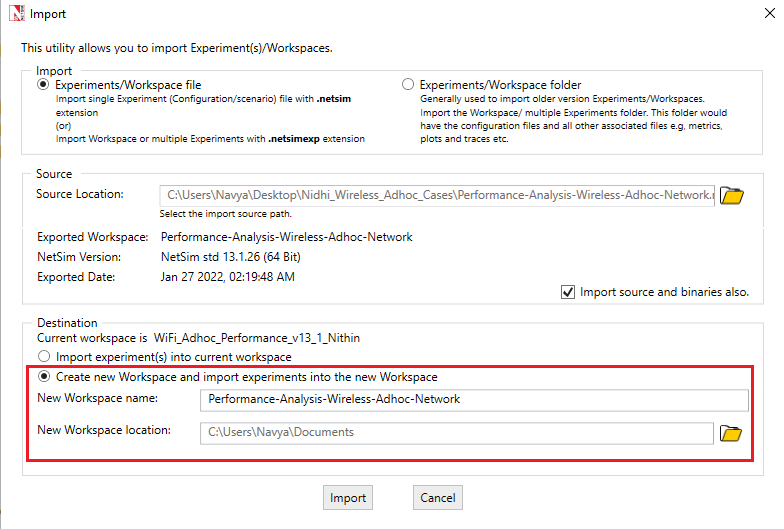 Import
This utility allows you to import Experiment(s)/Workspaces.
Import
Experiments/Workspace file
Import single Experiment (Configuration/scenario) file with .netsim
extension
(or)
Import Workspace or multiple Experiments with .netsimexp extension
Experiments/Workspace folder
Generally used to import older version Experiments/Workspaces.
Import the Workspace/ multiple Experiments folder. This folder would
have the configuration files and all other associated files e.g, metrics,
plots and traces etc.
Source
Source Location: C:\Users\Navya\Desktop\Nidhi_Wireless_Adhoc_Cases\Performance-Analysis-Wireless-Adhoc-Network.n
Select the import source path.
Exported Workspace: Performance-Analysis-Wireless-Adhoc-Network
NetSim Version: NetSim std 13.1.26 (64 Bit)
Exported Date: Jan 27 2022, 02:19:48 AM
Import source and binaries also.
Destination
Current workspace is WiFi_Adhoc_Performance_v13_1_Nithin
Import experiment(s) into current workspace
Create new Workspace and import experiments into the new Workspace
New Workspace name: Performance-Analysis-Wireless-Adhoc-Network
New Workspace location: C:\Users\Navya\Documents
Import Cancel